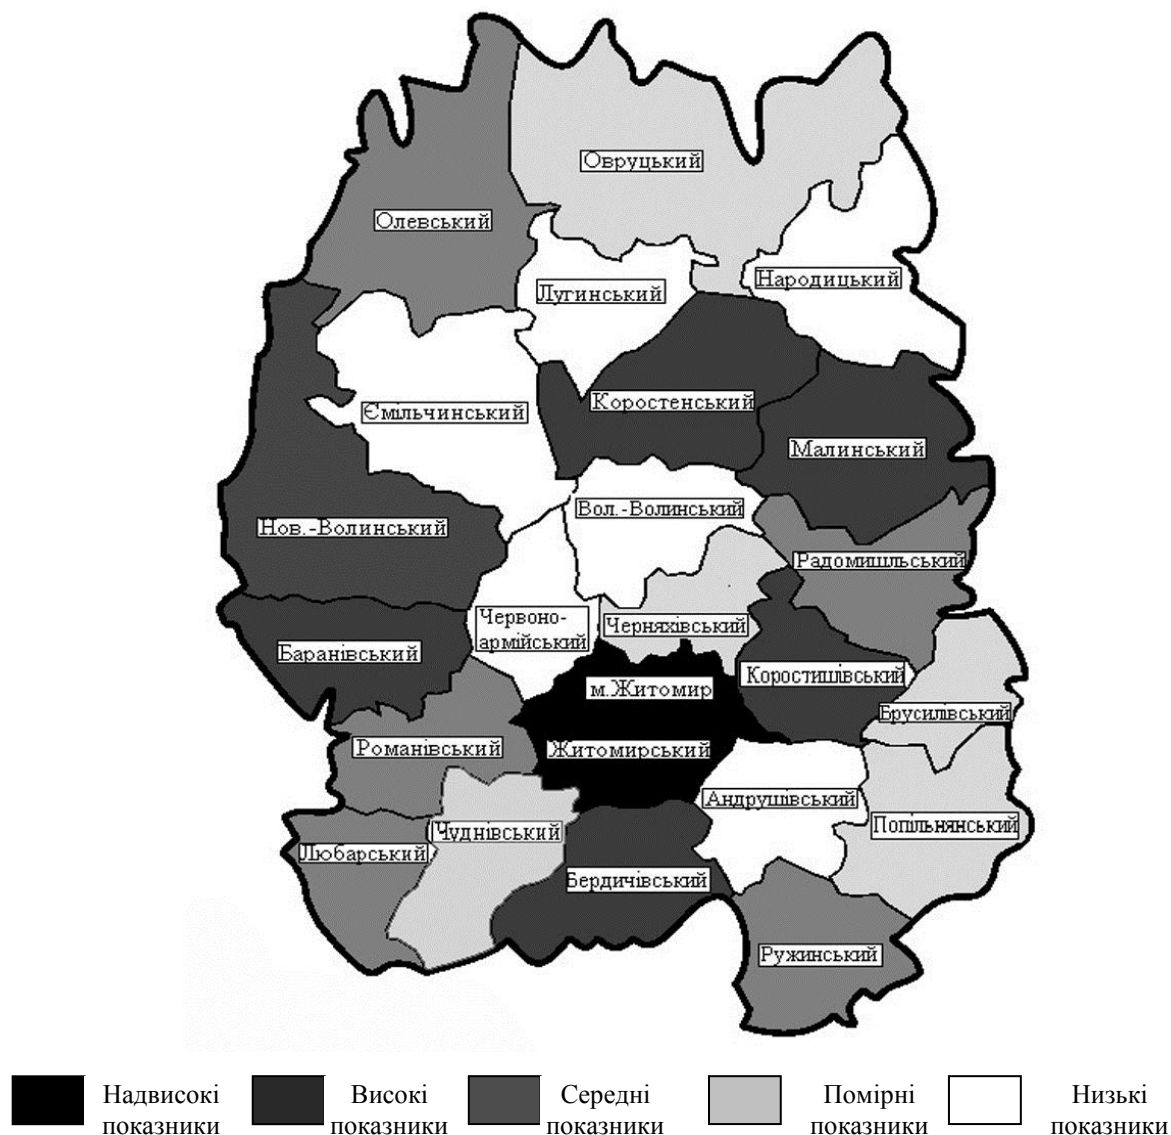 Овруцький
Олевський
Народицький
Лугинський
Коростенський
Ємільчинський
Малинський
Вол.-Волинський
Нов.-Волинський
Радомишльський
Червоно-
армійський
Черняхівський
Баранівський
Коростишівський
м.Житомир
Брусилівський
Романівський
Житомирський
Андрушівський
Попільнянський
Чуднівський
Любарський
Бердичівський
Ружинський
Надвисокі
показники
Високі
показники
Середні
показники
Помірні
показники
Низькі
показники